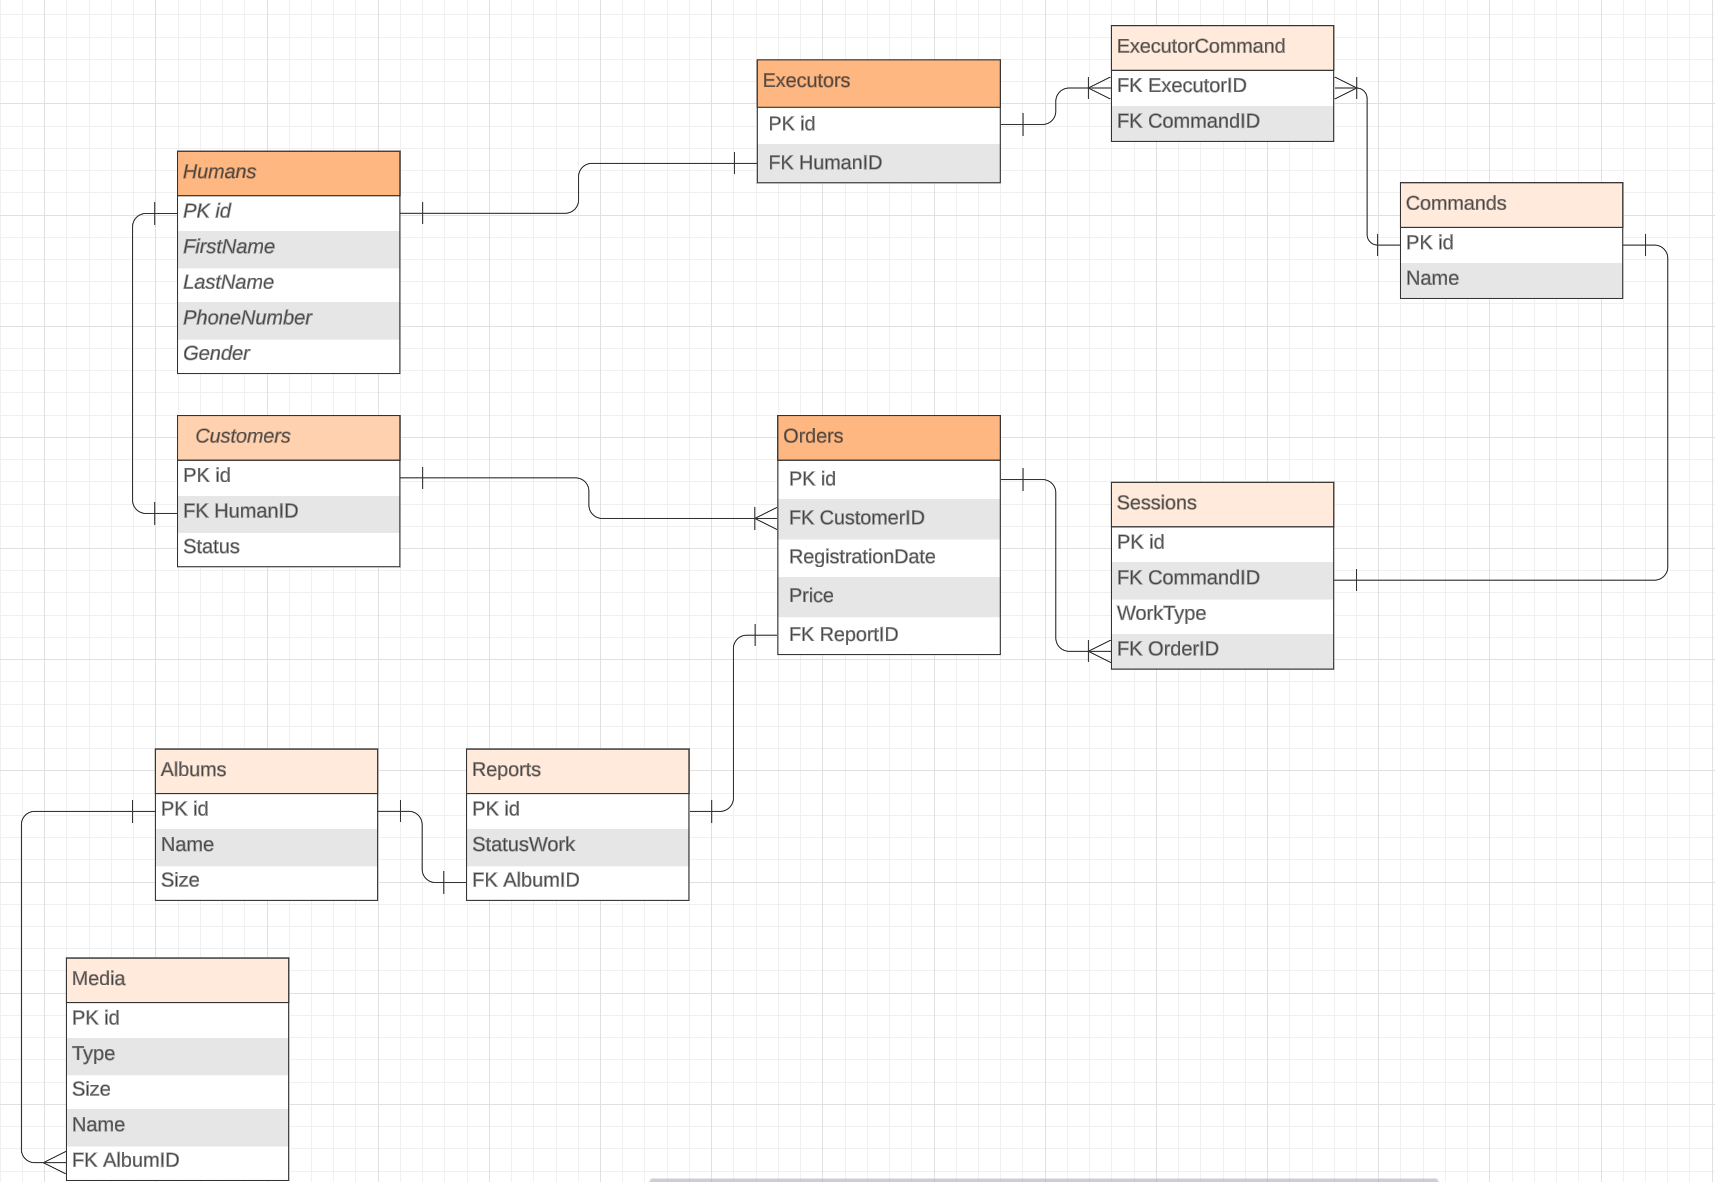 ExecutorCommand
FK ExecutorID
FK CommandID
Executors
PK id
FK HumanID
Humans
PK id
FirstName
LastName
PhoneNumber
Gender
Commands
PK id
Name
Customers
PK id
FK HumanID
Status
Orders
PK id
FK CustomerID
RegistrationDate
Price
FK ReportID
Sessions
PK id
FK CommandID
WorkType
FK OrderID
Albums
PK id
Name
Size
Reports
PK id
StatusWork
FK AlbumID
Media
PK id
Type
Size
Name
FK AlbumID